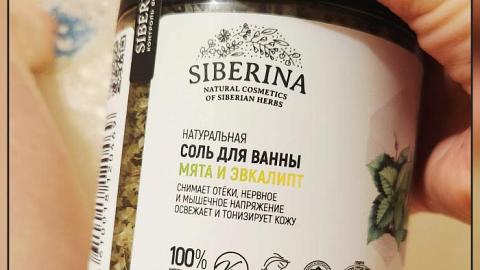 SIBERINA
NATURAL COSMETICS
OF SIBERIAN HERBS
НАТУРАЛЬНАЯ
СОЛЬ ДЛЯ ВАННЫ
МЯТА И ЭВКАЛИПТ
СНИМАЕТ ОТЁКИ, НЕРВНОЕ
И МЫШЕЧНОЕ НАПРЯЖЕНИЕ
ОСВЕЖАЕТ И ТОНИЗИРУЕТ КОЖУ
100%
SIBER